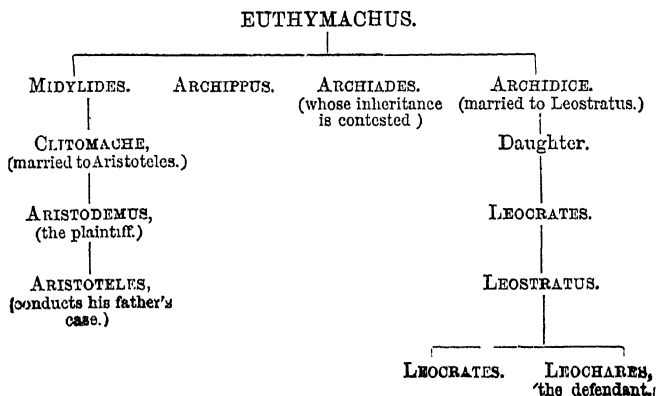 EUTHYMACHUS.
MIDYLIDES. ARCHIPPUS. ARCHIADES. ARCHIDICE.
(whose inheritance (married to Leostratus.)
is contested )
CLITOMACHE, Daughter.
(married to Aristoteles.)
ARISTODEMUS, LEOCRATES.
(the plaintiff.)
ARISTOTELES, LEOSTRATUS.
(conducts his father's
case.)
LEOCRATES. LEOCHARES,
'the defendant.